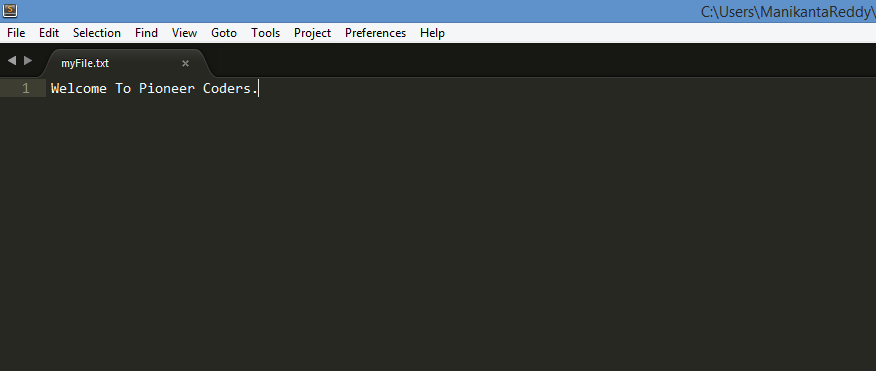 C:\Users\ManikantaReddy\
File Edit Selection Find View Goto Tools Project Preferences Help
myFile.txt ×
1 Welcome To Pioneer Coders.